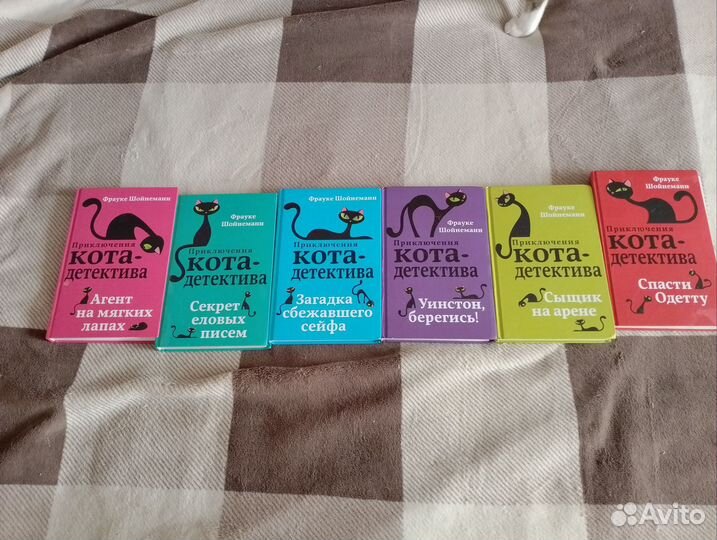 Приключения
кота-
детектива
Агент
на мягких
лапах
Фрауке
Шойнеманн
Приключения
кота-
детектива
Секрет
еловых
писем
Фрауке
Шойнеманн
Приключения
кота-
детектива
Загадка
сбежавшего
сейфа
Фрауке
Шойнеманн
Приключения
кота-
детектива
Уинстон,
берегись!
Фрауке
Шойнеманн
Приключения
кота-
детектива
Сыщик
на арене
Фрауке
Шойнеманн
Приключения
кота-
детектива
Спасти
Одетту
Avito